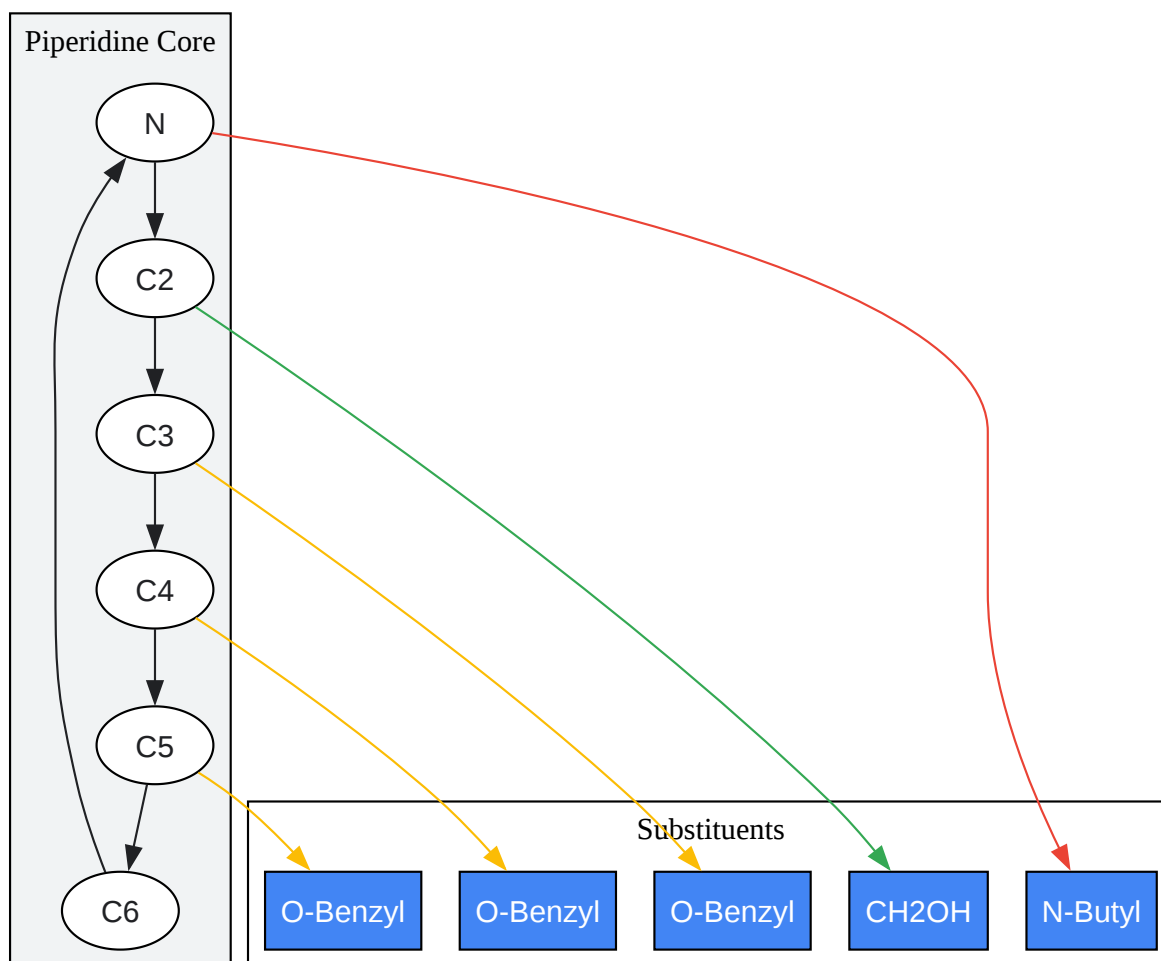 Piperidine Core
N
C2
C3
C4
C5
C6
Substituents
O-Benzyl
O-Benzyl
O-Benzyl
CH2OH
N-Butyl